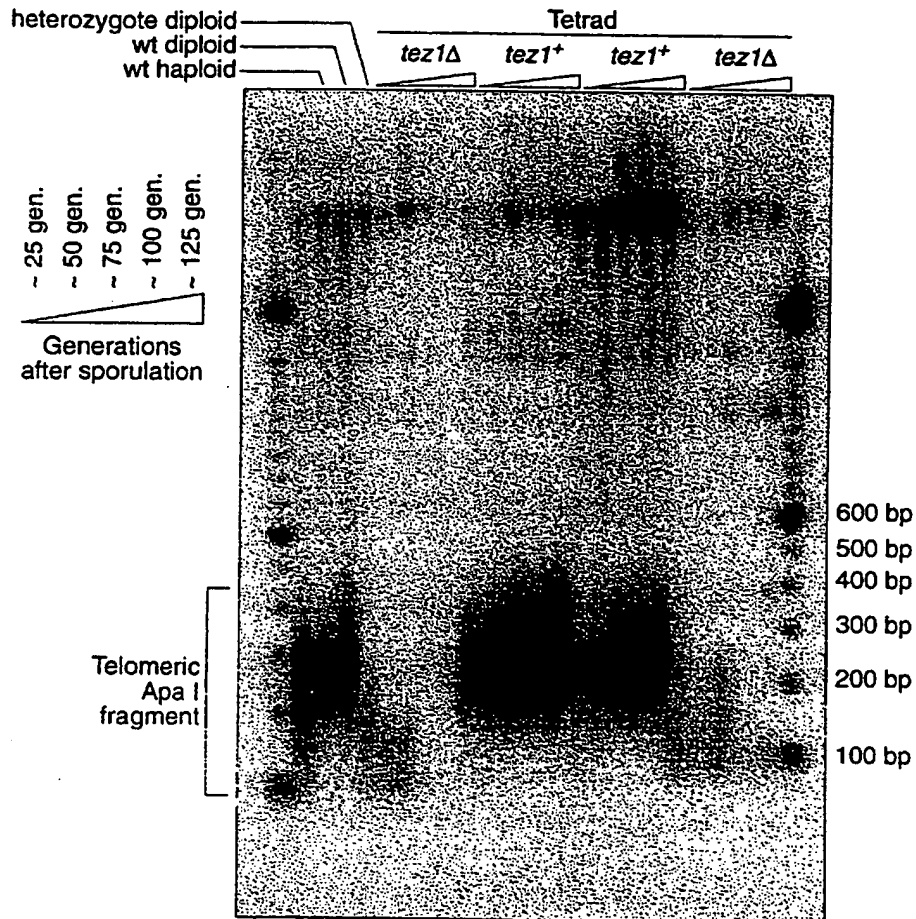 heterozygote diploid
wt diploid
wt haploid
Tetrad
tez1Δ
tez1+
tez1+
tez1Δ
~ 25 gen.
~ 50 gen.
~ 75 gen.
~ 100 gen.
~ 125 gen.
Generations
after sporulation
600 bp
500 bp
400 bp
300 bp
200 bp
100 bp
Telomeric
Apa I
fragment